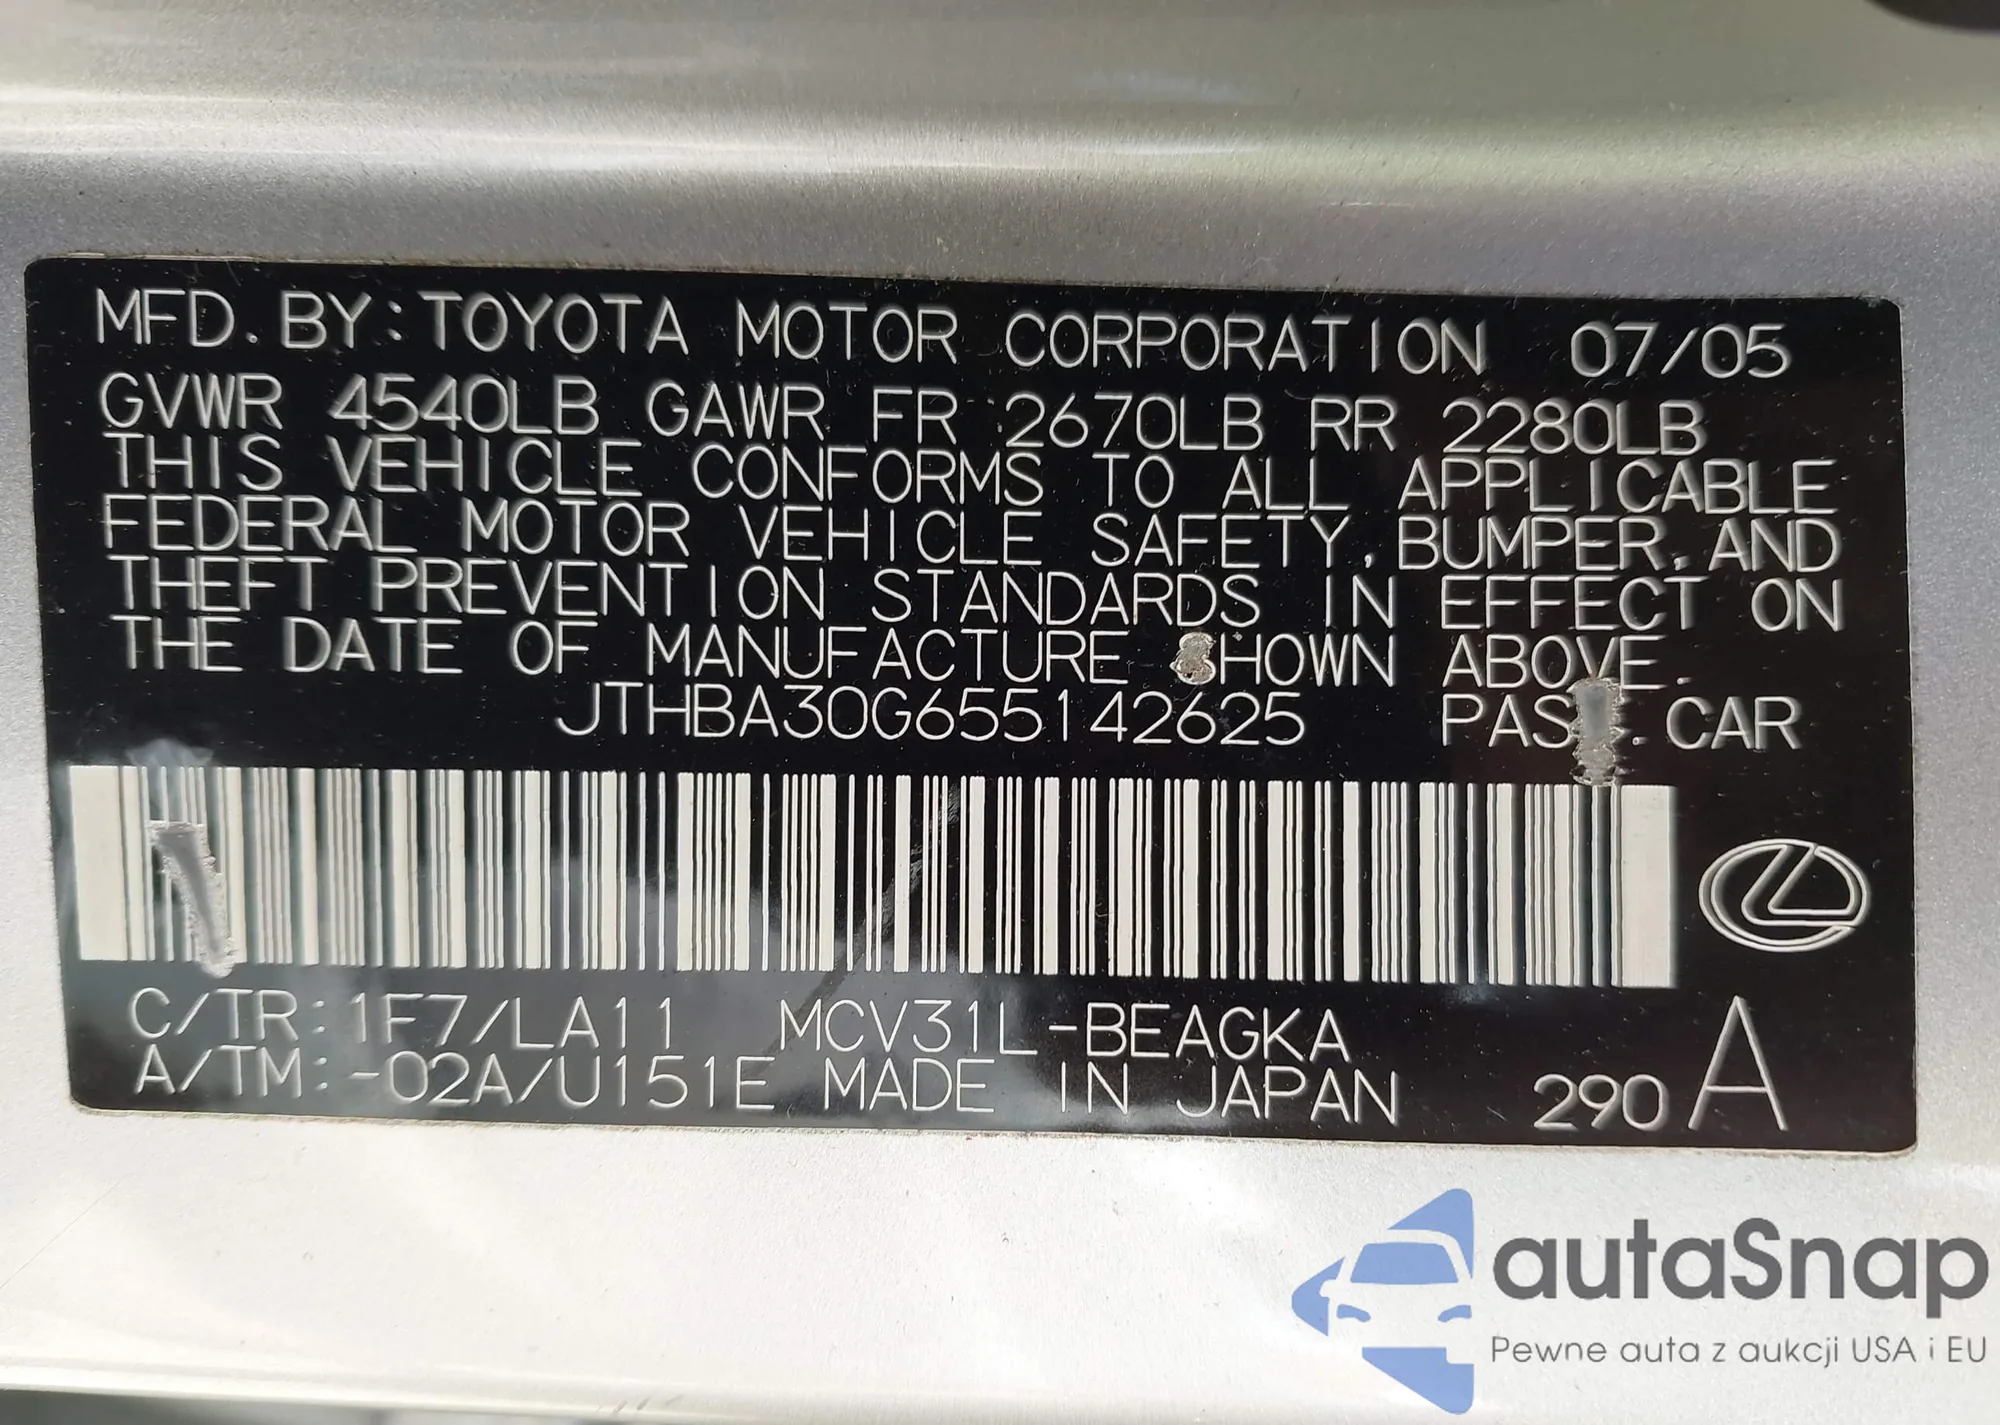 MFD. BY: TOYOTA MOTOR CORPORATION 07/05
GVWR 4540LB GAWR FR 2670LB RR 2280LB
THIS VEHICLE CONFORMS TO ALL APPLICABLE
FEDERAL MOTOR VEHICLE SAFETY, BUMPER, AND
THEFT PREVENTION STANDARDS IN EFFECT ON
THE DATE OF MANUFACTURE SHOWN ABOVE.
JTHBA30G655142625 PASS. CAR
C/TR: 1F7/LA11 MCV31L-BEAGKA
A/TM: -02A/U151E MADE IN JAPAN 290 A
autaSnap
Pewne auta z aukcji USA i EU